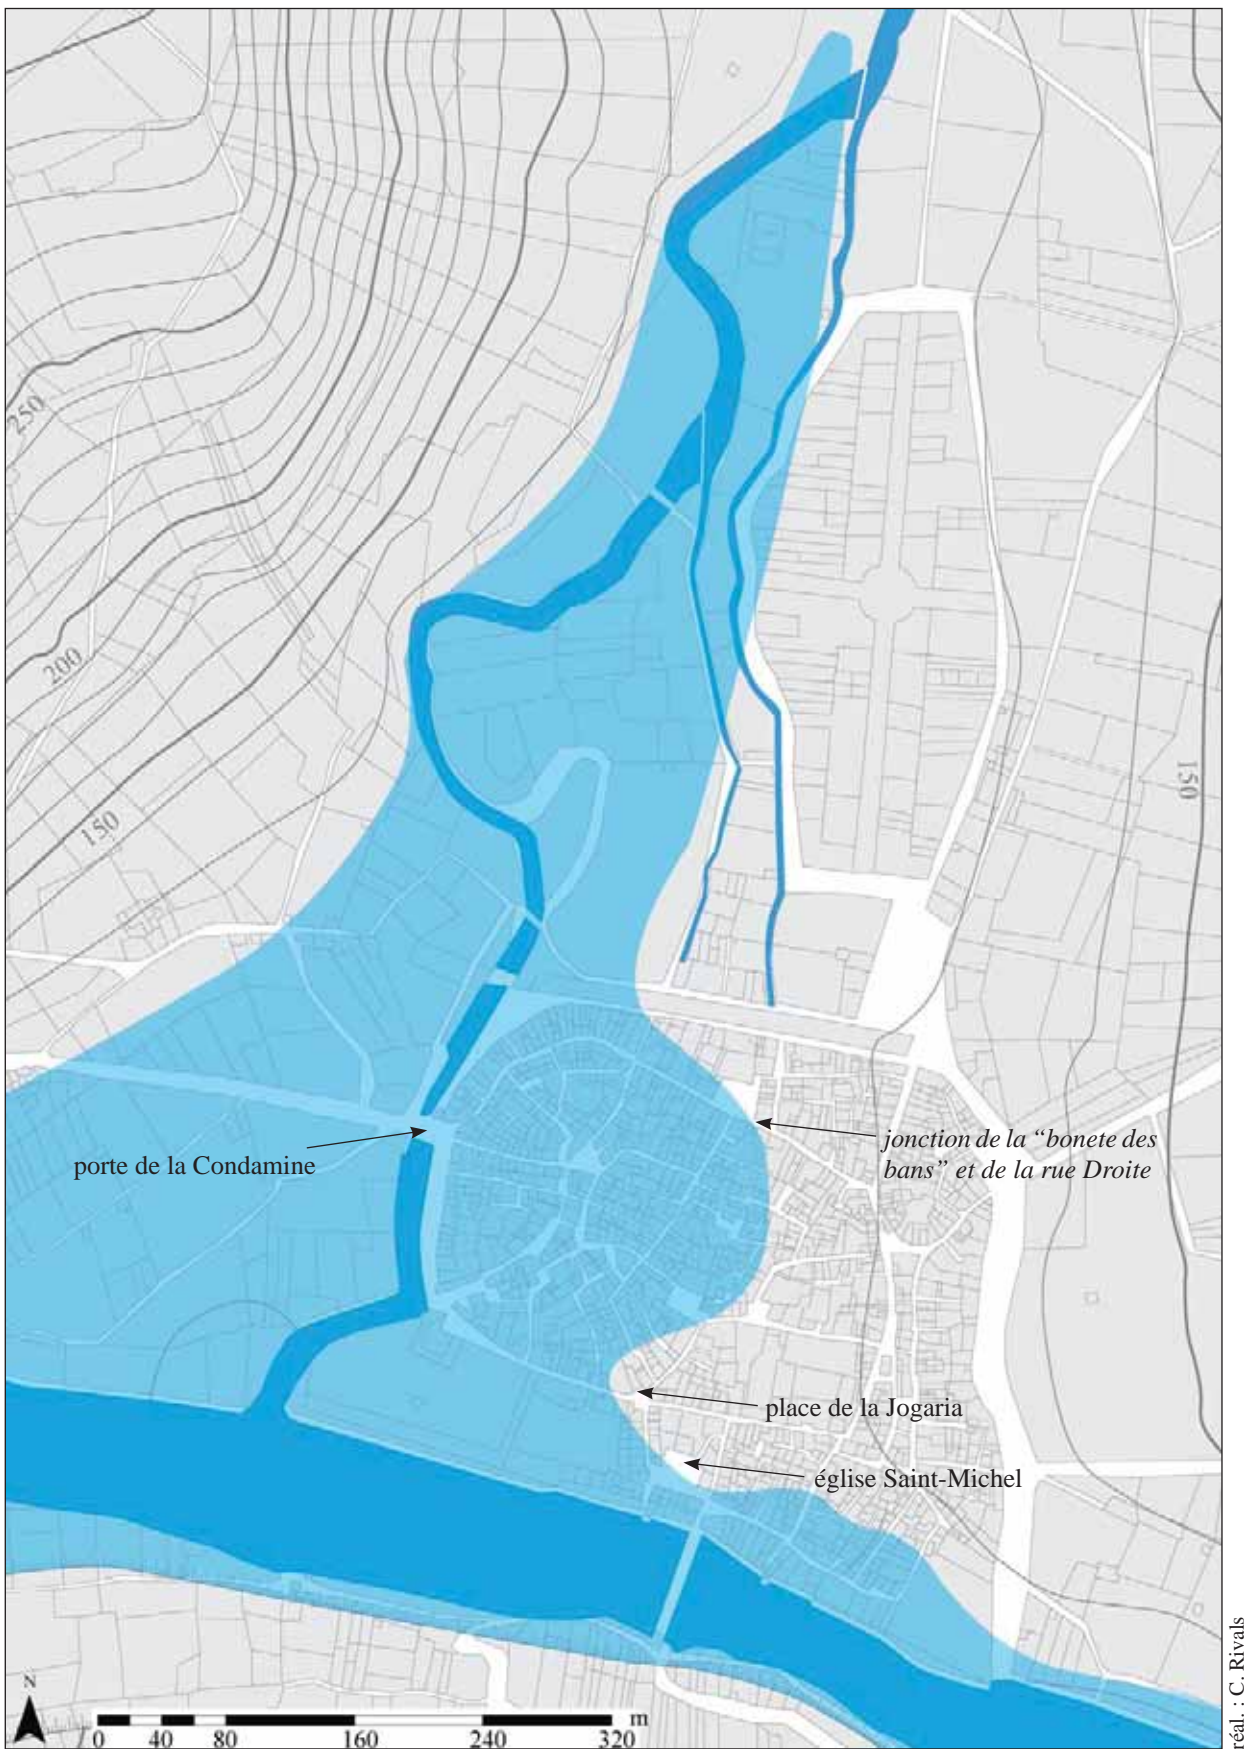 250
200
150
150
porte de la Condamine
jonction de la “bonete des
bans” et de la rue Droite
place de la Jogaria
église Saint-Michel
N
m
0 40 80 160 240 320
réal. : C. Rivals